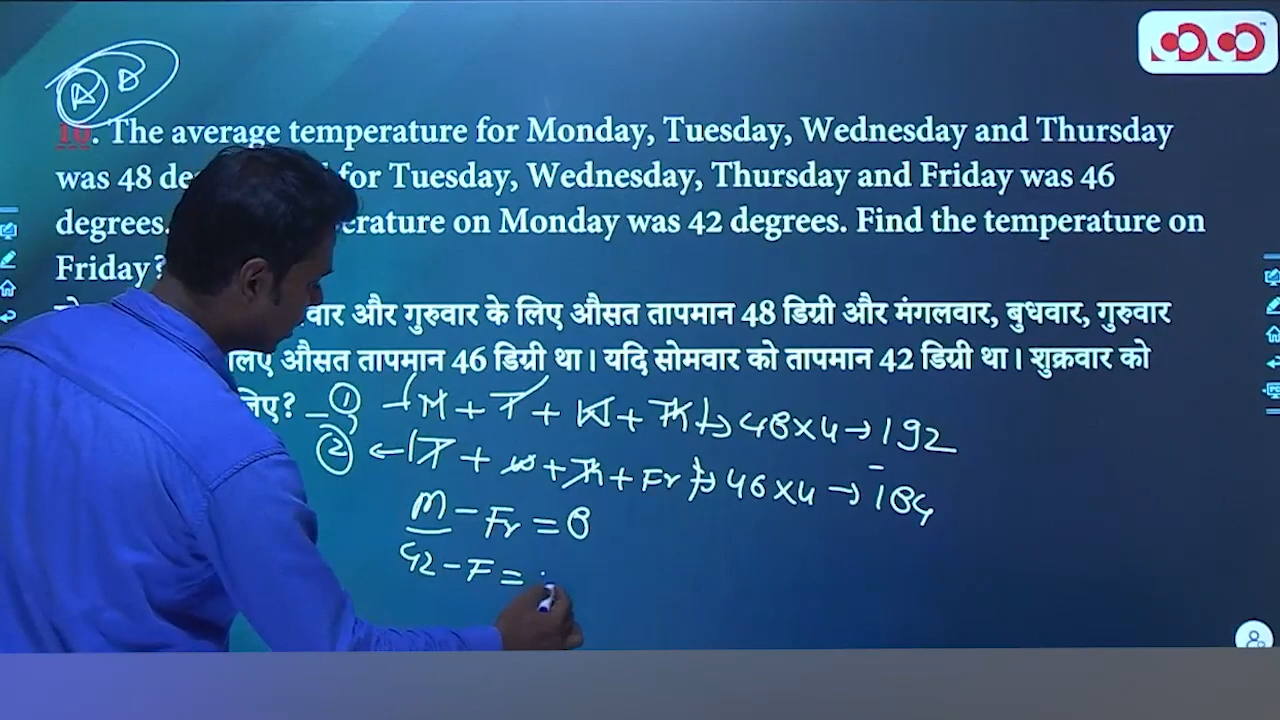 A B
10. The average temperature for Monday, Tuesday, Wednesday and Thursday
was 48 for Tuesday, Wednesday, Thursday and Friday was 46
degrees. on Monday was 42 degrees. Find the temperature on
Friday?
और गुरुवार के लिए औसत तापमान 48 डिग्री और मंगलवार, बुधवार, गुरुवार
औसत तापमान 46 डिग्री था। यदि सोमवार को तापमान 42 डिग्री था। शुक्रवार को
① M + T + W + Th → 48×4 → 192
② T + W + Th + Fr → 46×4 → 184
M - Fr = 8
42 - F =